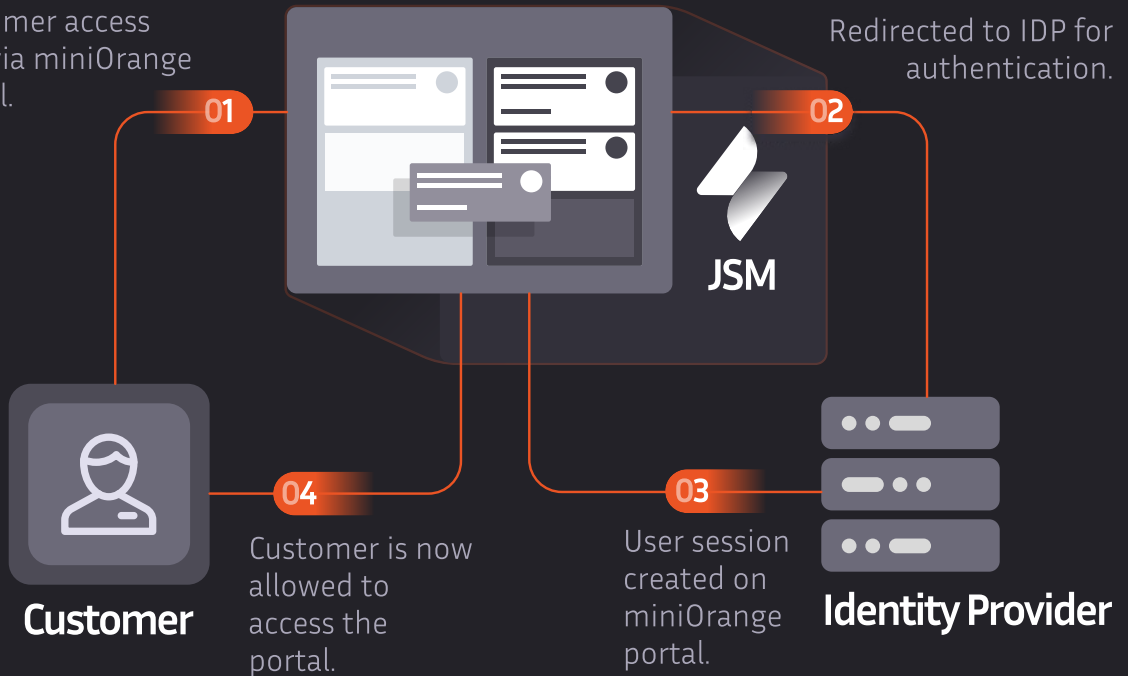 mer access
via miniOrange
l.
01
Redirected to IDP for
authentication.
02
JSM
04
Customer is now
allowed to
access the
portal.
03
User session
created on
miniOrange
portal.
Customer
Identity Provider